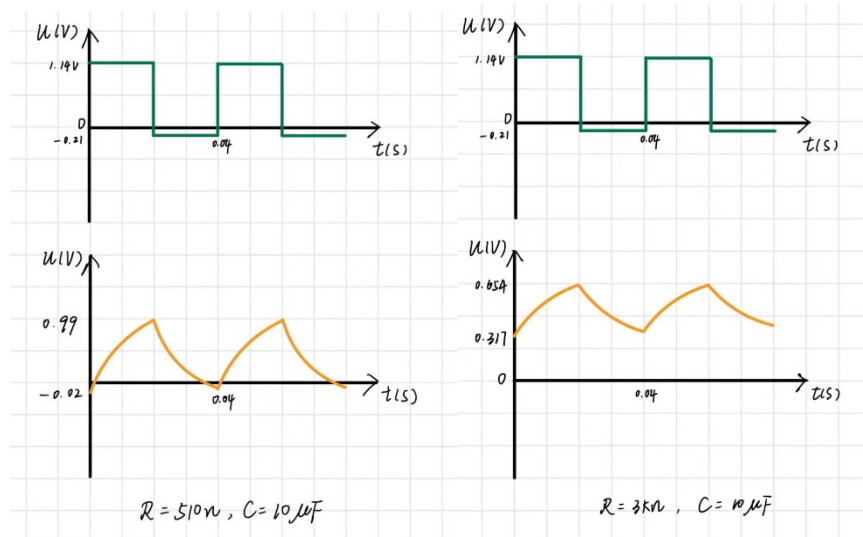 U(V)
1.14V
0
-0.21
0.04
t(s)
U(V)
0.99
-0.02
0.04
t(s)
R=510Ω, C=10μF
U(V)
1.14V
0
-0.21
0.04
t(s)
U(V)
0.654
0.317
0
0.04
t(s)
R=3kΩ, C=10μF